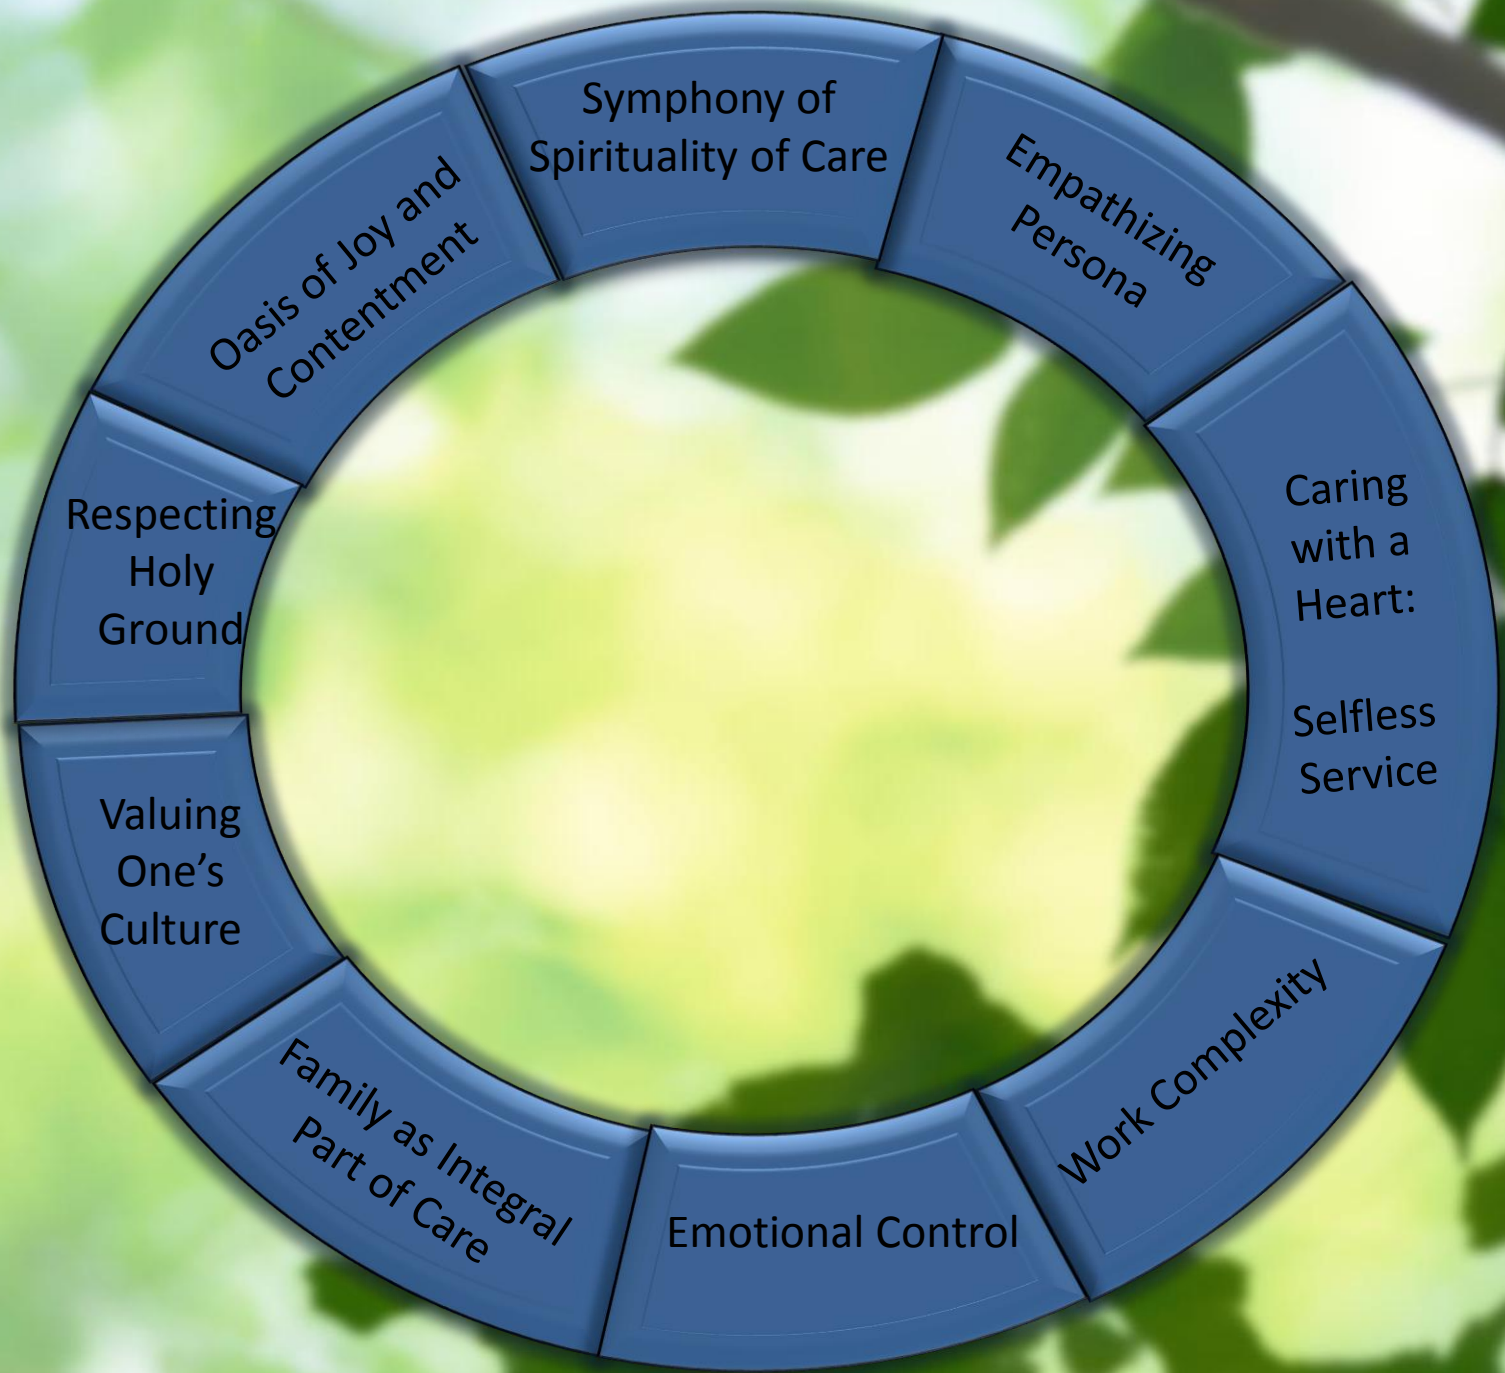 Symphony of
Spirituality of Care
Empathizing
Persona
Caring
with a
Heart:
Selfless
Service
Work Complexity
Emotional Control
Family as Integral
Part of Care
Valuing
One’s
Culture
Respecting
Holy
Ground
Oasis of Joy and
Contentment